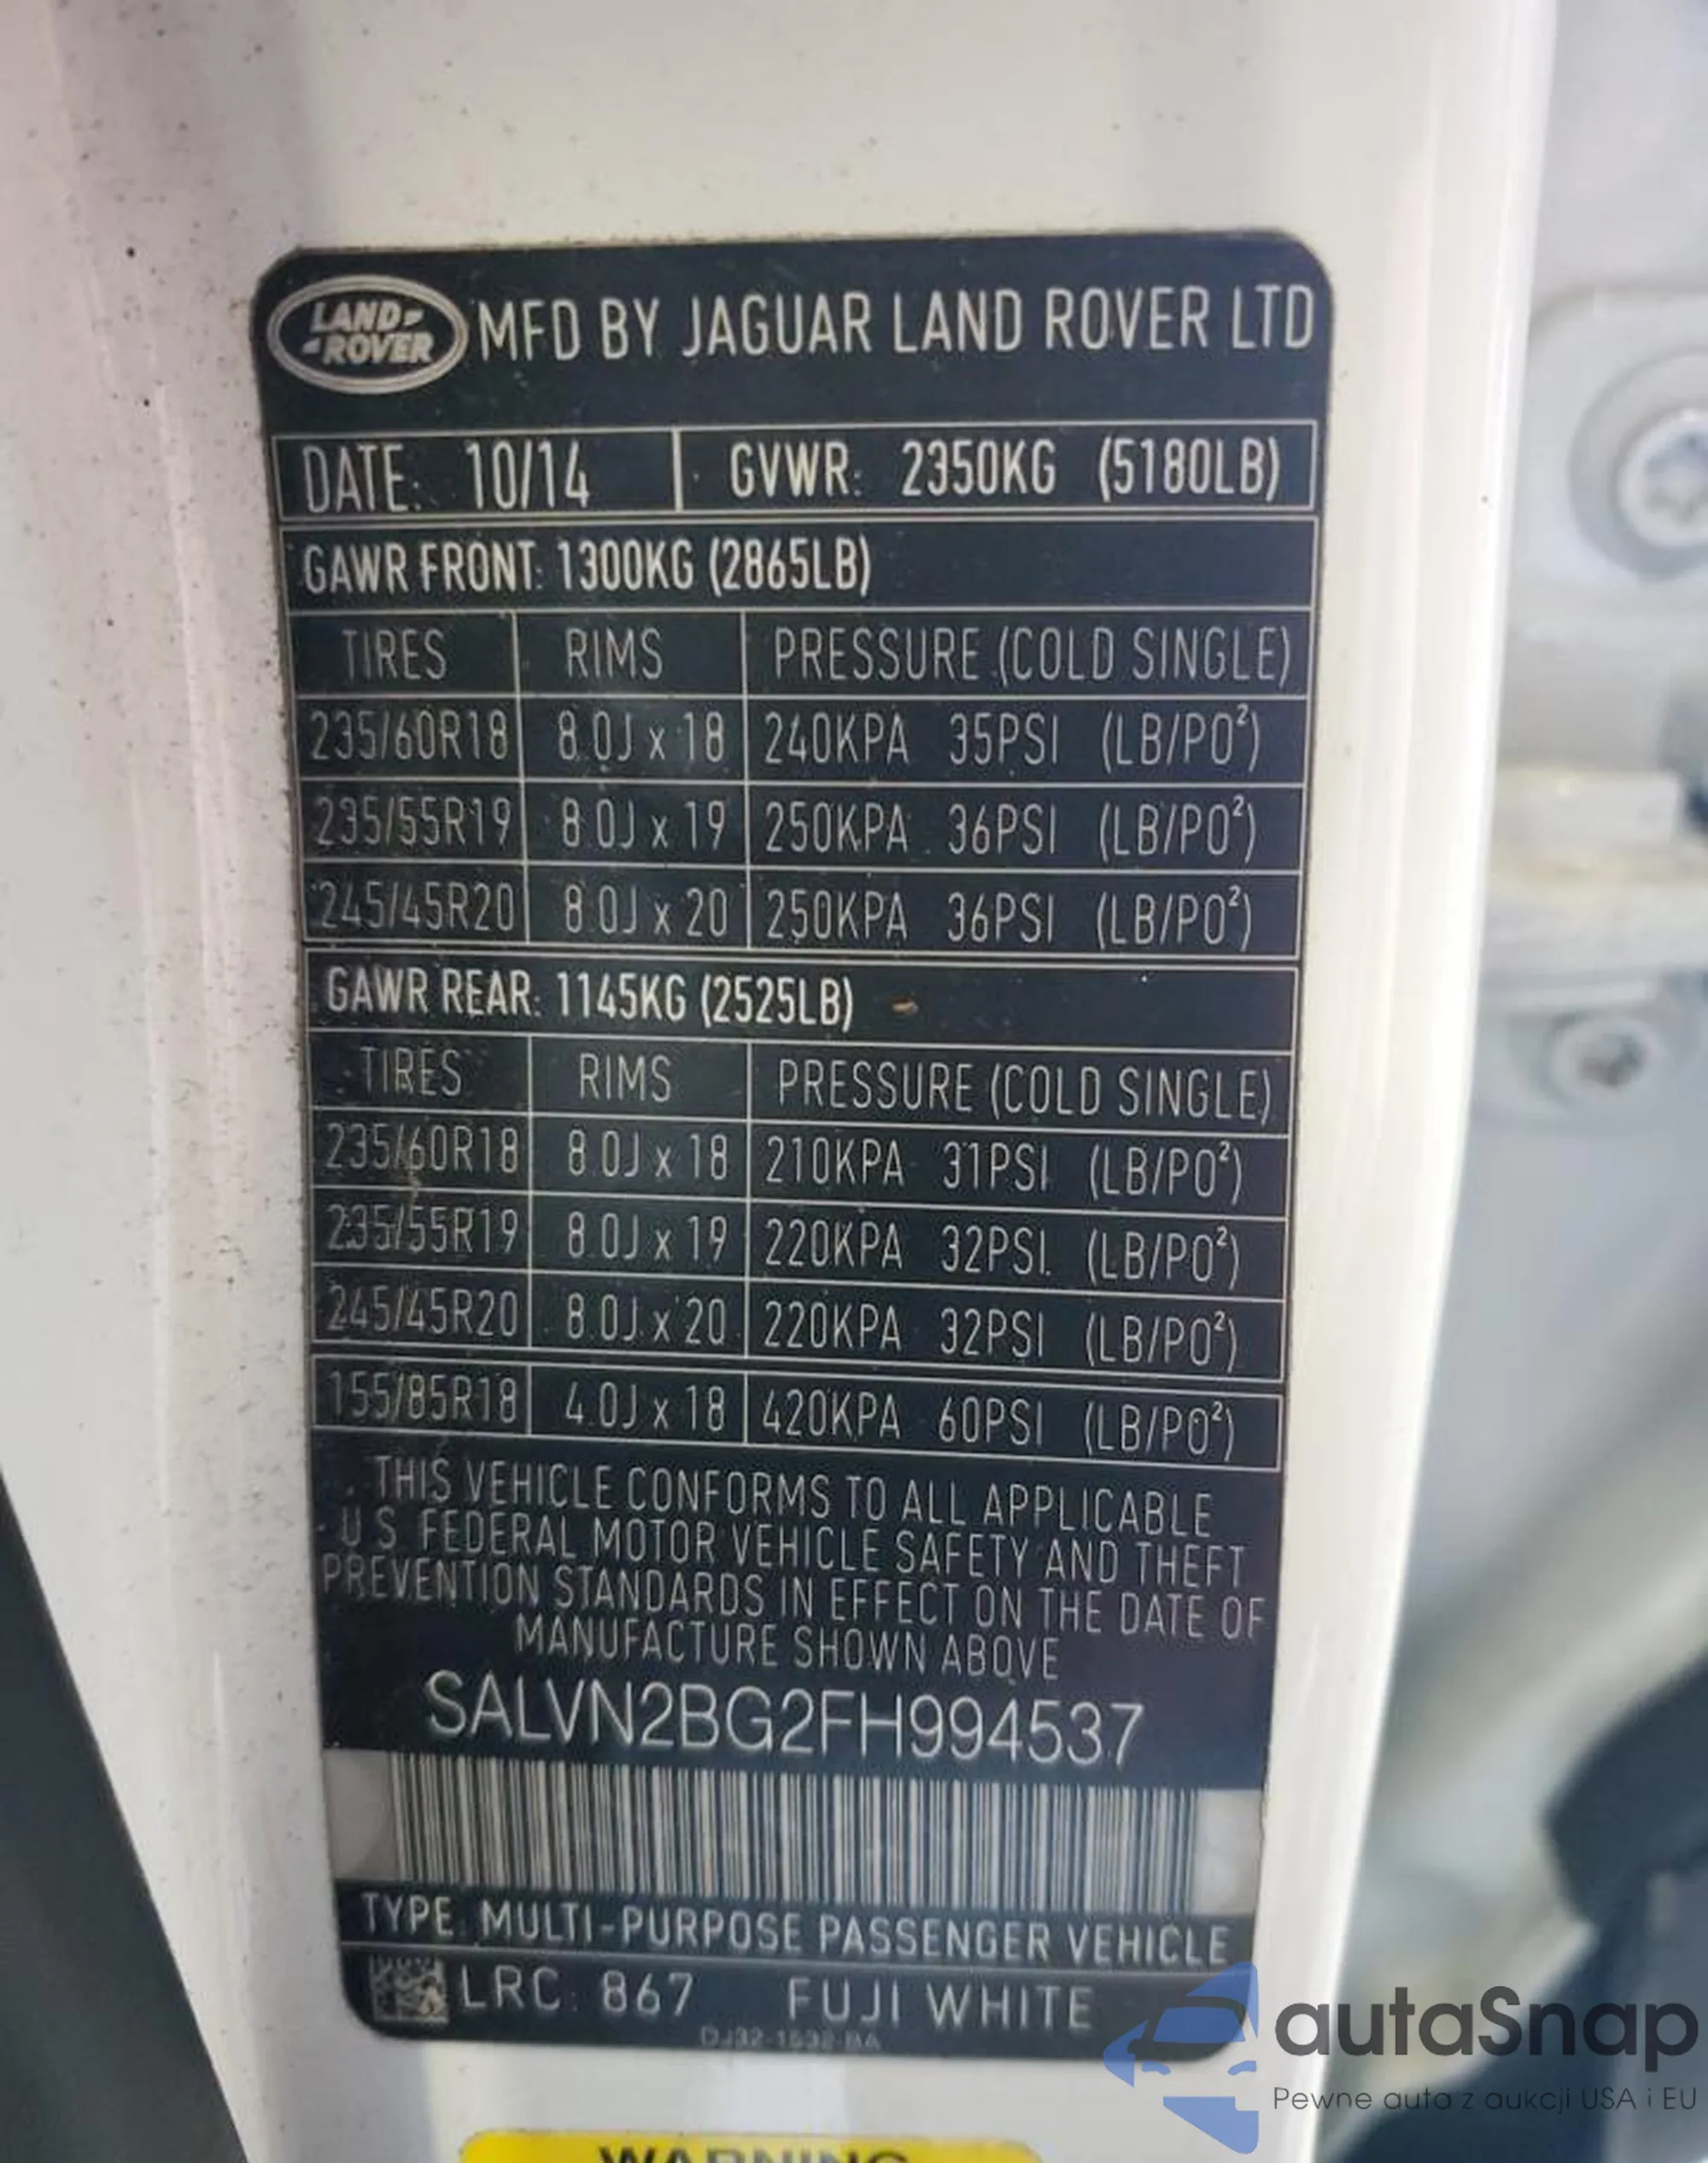 LAND-
-ROVER
MFD BY JAGUAR LAND ROVER LTD
DATE: 10/14 GVWR: 2350KG (5180LB)
GAWR FRONT: 1300KG (2865LB)
TIRES RIMS PRESSURE (COLD SINGLE)
235/60R18 8.0J x 18 240KPA 35PSI (LB/PO²)
235/55R19 8.0J x 19 250KPA 36PSI (LB/PO²)
245/45R20 8.0J x 20 250KPA 36PSI (LB/PO²)
GAWR REAR: 1145KG (2525LB)
TIRES RIMS PRESSURE (COLD SINGLE)
235/60R18 8.0J x 18 210KPA 31PSI (LB/PO²)
235/55R19 8.0J x 19 220KPA 32PSI (LB/PO²)
245/45R20 8.0J x 20 220KPA 32PSI (LB/PO²)
155/85R18 4.0J x 18 420KPA 60PSI (LB/PO²)
THIS VEHICLE CONFORMS TO ALL APPLICABLE
U.S. FEDERAL MOTOR VEHICLE SAFETY AND THEFT
PREVENTION STANDARDS IN EFFECT ON THE DATE OF
MANUFACTURE SHOWN ABOVE
SALVN2BG2FH994537
TYPE: MULTI-PURPOSE PASSENGER VEHICLE
LRC: 867 FUJI WHITE
DJ32-1532-BA
WARNING
autaSnap
Pewne auta z aukcji USA i EU